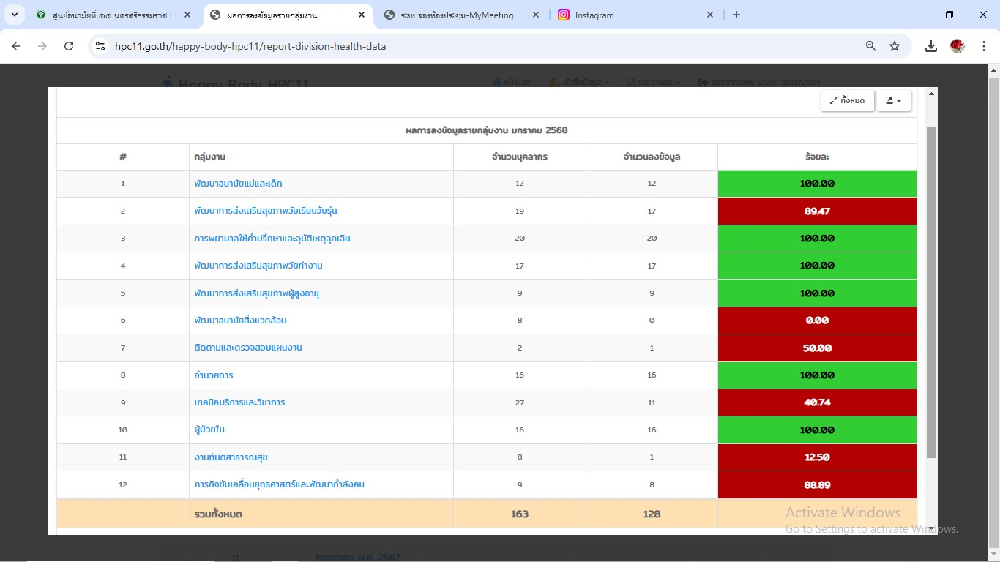 ศูนย์อนามัยที่ ๑๑ นครศรีธรรมราช |
ผลการลงข้อมูลรายกลุ่มงาน
ระบบจองห้องประชุม-MyMeeting
Instagram
hpc11.go.th/happy-body-hpc11/report-division-health-data
Happy Body HPC11
หน้าแรก
บันทึกข้อมูล
รายงานผล
ทั้งหมด
ผลการลงข้อมูลรายกลุ่มงาน มกราคม 2568
# กลุ่มงาน จำนวนบุคลากร จำนวนลงข้อมูล ร้อยละ
1 พัฒนาอนามัยแม่และเด็ก 12 12 100.00
2 พัฒนาการส่งเสริมสุขภาพวัยเรียนวัยรุ่น 19 17 89.47
3 การพยาบาลให้คำปรึกษาและอุบัติเหตุฉุกเฉิน 20 20 100.00
4 พัฒนาการส่งเสริมสุขภาพวัยทำงาน 17 17 100.00
5 พัฒนาการส่งเสริมสุขภาพผู้สูงอายุ 9 9 100.00
6 พัฒนาอนามัยสิ่งแวดล้อม 8 0 0.00
7 ติดตามและตรวจสอบแผนงาน 2 1 50.00
8 อำนวยการ 16 16 100.00
9 เทคนิคบริการและวิชาการ 27 11 40.74
10 ผู้ป่วยใน 16 16 100.00
11 งานทันตสาธารณสุข 8 1 12.50
12 ภารกิจขับเคลื่อนยุทธศาสตร์และพัฒนากำลังคน 9 8 88.89
รวมทั้งหมด 163 128
Activate Windows
Go to Settings to activate Windows.
11 กรกฎาคม พ.ศ. 2567